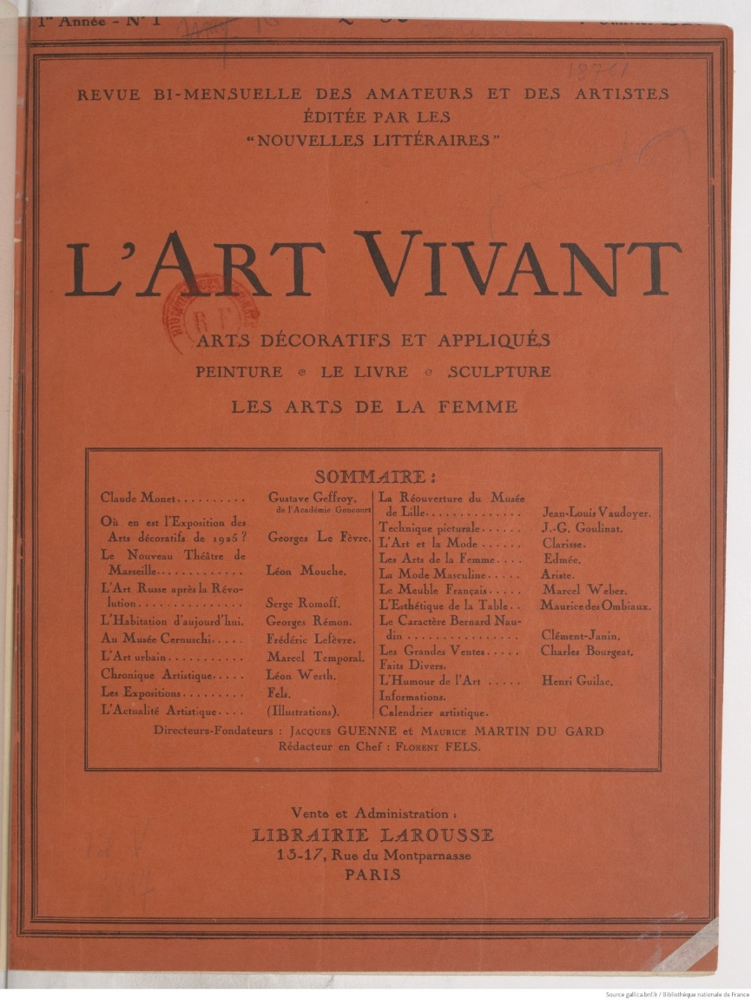 1re Année - N° 1
18761
REVUE BI-MENSUELLE DES AMATEURS ET DES ARTISTES
ÉDITÉE PAR LES
“NOUVELLES LITTÉRAIRES”
L’ART VIVANT
R F
ARTS DÉCORATIFS ET APPLIQUÉS
PEINTURE LE LIVRE SCULPTURE
LES ARTS DE LA FEMME
SOMMAIRE :
Claude Monet.......... Gustave Geffroy,
de l'Académie Goncourt
Où en est l'Exposition des
Arts décoratifs de 1925 ? Georges Le Fèvre.
Le Nouveau Théâtre de
Marseille............. Léon Mouche.
L'Art Russe après la Révo-
lution............... Serge Romoff.
L'Habitation d'aujourd'hui. Georges Rémon.
Au Musée Cernuschi..... Frédéric Lefèvre.
L'Art urbain........... Marcel Temporal.
Chronique Artistique..... Léon Werth.
Les Expositions......... Fels.
L'Actualité Artistique.... (Illustrations).
La Réouverture du Musée
de Lille.............. Jean-Louis Vaudoyer.
Technique picturale...... J.-G. Goulinat.
L'Art et la Mode ...... Clarisse.
Les Arts de la Femme.... Edmée.
La Mode Masculine..... Ariste.
Le Meuble Français..... Marcel Weber.
L'Esthétique de la Table.. Maurice des Ombiaux.
Le Caractère Bernard Nau-
din ................ Clément-Janin.
Les Grandes Ventes..... Charles Bourgeat.
Faits Divers.
L'Humour de l'Art ..... Henri Guilac.
Informations.
Calendrier artistique.
Directeurs-Fondateurs : JACQUES GUENNE et MAURICE MARTIN DU GARD
Rédacteur en Chef : FLORENT FELS.
Vente et Administration :
LIBRAIRIE LAROUSSE
13-17, Rue du Montparnasse
PARIS
Source gallica.bnf.fr / Bibliothèque nationale de France